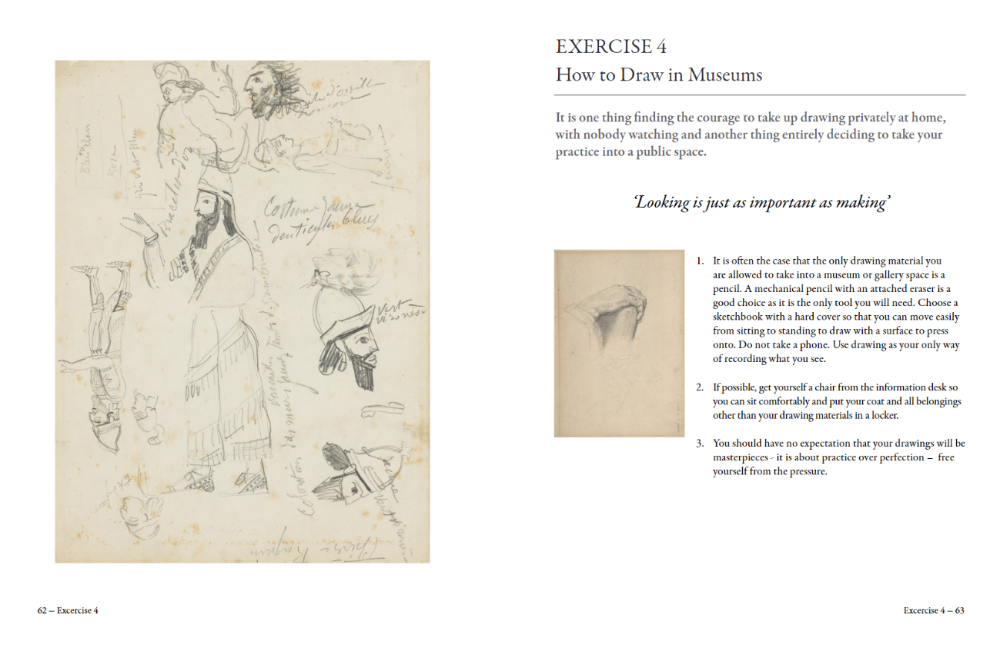 Costume jaune
denticules bleus
62 – Excercise 4
EXERCISE 4
How to Draw in Museums
It is one thing finding the courage to take up drawing privately at home,
with nobody watching and another thing entirely deciding to take your
practice into a public space.
‘Looking is just as important as making’
1. It is often the case that the only drawing material you
are allowed to take into a museum or gallery space is a
pencil. A mechanical pencil with an attached eraser is a
good choice as it is the only tool you will need. Choose a
sketchbook with a hard cover so that you can move easily
from sitting to standing to draw with a surface to press
onto. Do not take a phone. Use drawing as your only way
of recording what you see.
2. If possible, get yourself a chair from the information desk so
you can sit comfortably and put your coat and all belongings
other than your drawing materials in a locker.
3. You should have no expectation that your drawings will be
masterpieces - it is about practice over perfection – free
yourself from the pressure.
Excercise 4 – 63